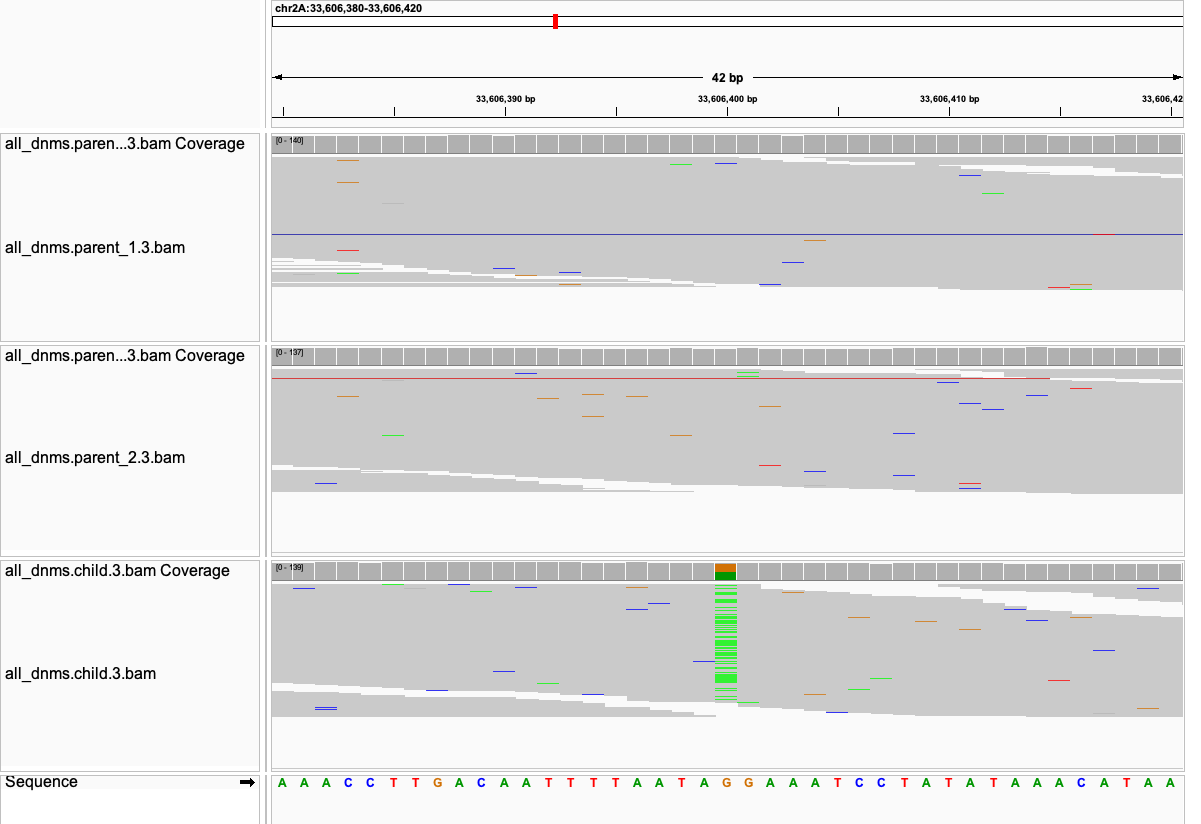 chr2A:33,606,380-33,606,420
42 bp
33,606,390 bp 33,606,400 bp 33,606,410 bp 33,606,42
all_dnms.paren...3.bam Coverage
[0 - 140]
all_dnms.parent_1.3.bam
all_dnms.paren...3.bam Coverage
[0 - 137]
all_dnms.parent_2.3.bam
all_dnms.child.3.bam Coverage
[0 - 139]
all_dnms.child.3.bam
Sequence A A A C C T T G A C A A T T T T A A T A G G A A A T C C T A T A T A A A C A T A A